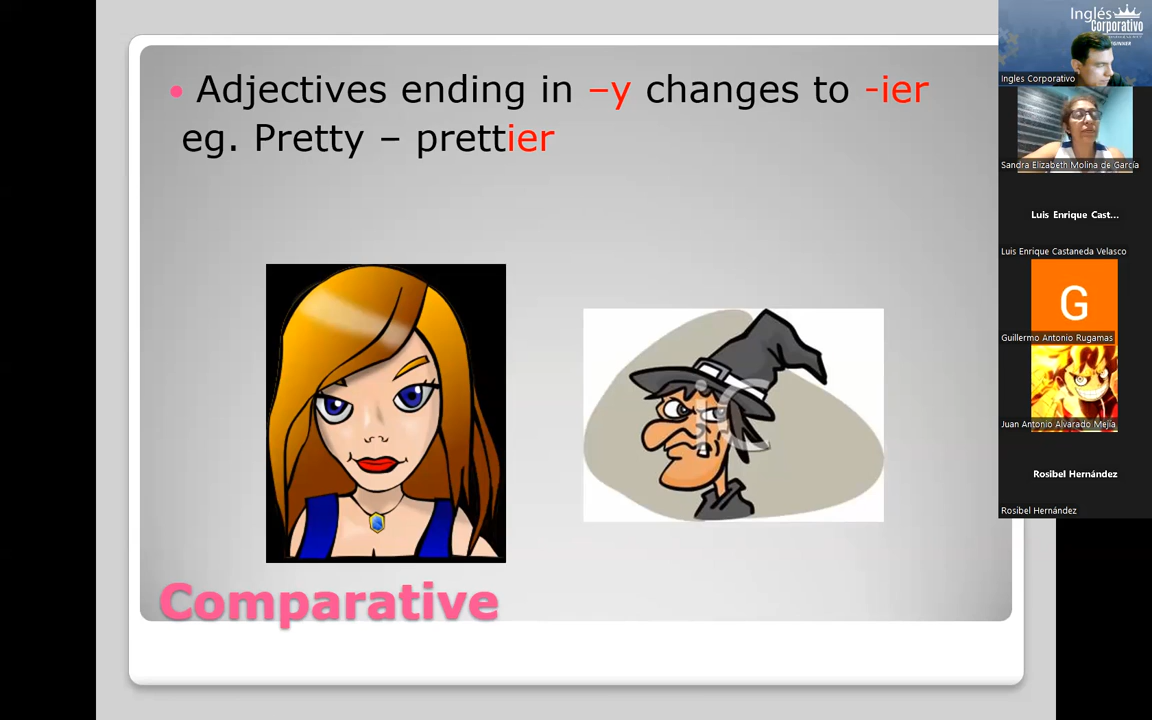 Adjectives ending in –y changes to -ier
eg. Pretty – prettier
iC
Comparative
Inglés
Corporativo
Ingles Corporativo
Sandra Elizabeth Molina de García
Luis Enrique Cast...
Luis Enrique Castaneda Velasco
G
Guillermo Antonio Rugamas
Juan Antonio Alvarado Mejía
Rosibel Hernández
Rosibel Hernández